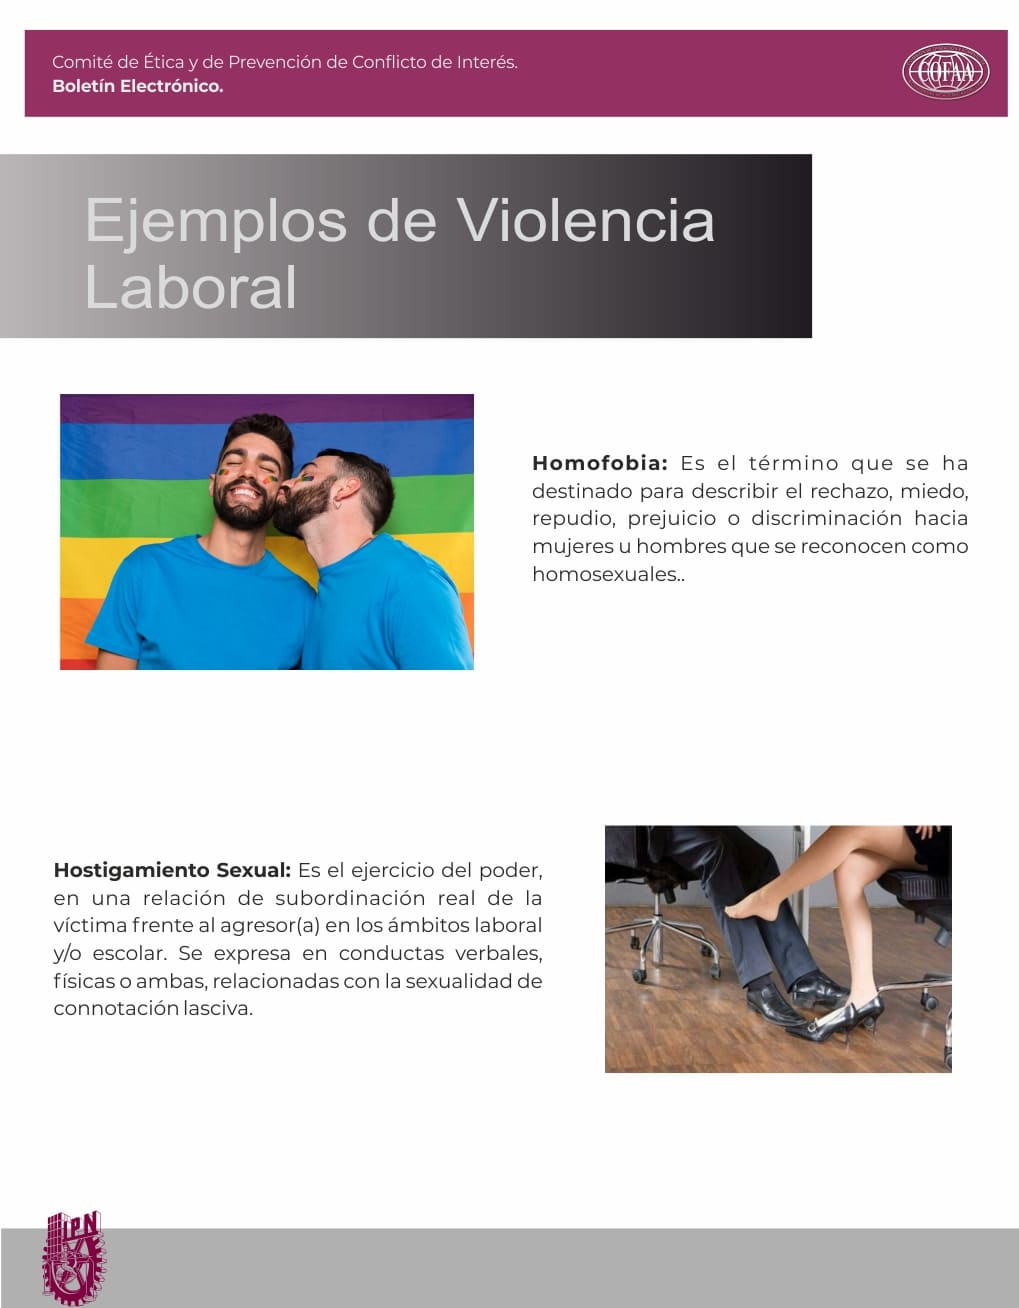 Comité de Ética y de Prevención de Conflicto de Interés.
Boletín Electrónico.
COFAA
Ejemplos de Violencia
Laboral
Homofobia: Es el término que se ha
destinado para describir el rechazo, miedo,
repudio, prejuicio o discriminación hacia
mujeres u hombres que se reconocen como
homosexuales..
Hostigamiento Sexual: Es el ejercicio del poder,
en una relación de subordinación real de la
víctima frente al agresor(a) en los ámbitos laboral
y/o escolar. Se expresa en conductas verbales,
físicas o ambas, relacionadas con la sexualidad de
connotación lasciva.
IPN